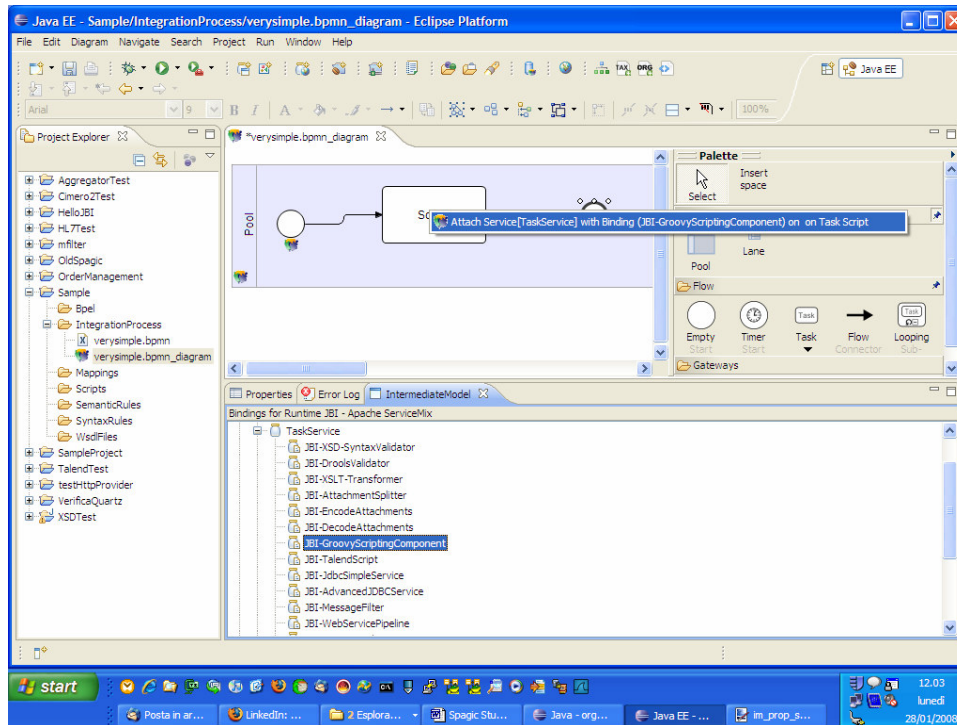 Java EE - Sample/IntegrationProcess/verysimple.bpmn_diagram - Eclipse Platform
File Edit Diagram Navigate Search Project Run Window Help
TAX ORG
Java EE
Arial 9 B I A 100%
Project Explorer
*verysimple.bpmn_diagram
AggregatorTest
Cimero2Test
HelloJBI
HL7Test
mfilter
OldSpagic
OrderManagement
Sample
Bpel
IntegrationProcess
verysimple.bpmn
verysimple.bpmn_diagram
Mappings
Scripts
SemanticRules
SyntaxRules
WsdlFiles
SampleProject
TalendTest
testHttpProvider
VerificaQuartz
XSDTest
Pool
Attach Service[TaskService] with Binding (JBI-GroovyScriptingComponent) on on Task Script
Palette
Select
Insert space
Pool
Lane
Flow
Empty Start
Timer Start
Task
Task
Flow Connector
Task
Looping Sub-
Gateways
Properties Error Log IntermediateModel
Bindings for Runtime JBI - Apache ServiceMix
TaskService
JBI-XSD-SyntaxValidator
JBI-DroolsValidator
JBI-XSLT-Transformer
JBI-AttachmentSplitter
JBI-EncodeAttachments
JBI-DecodeAttachments
JBI-GroovyScriptingComponent
JBI-TalendScript
JBI-JdbcSimpleService
JBI-AdvancedJDBCService
JBI-MessageFilter
JBI-WebServicePipeline
start
Posta in ar...
LinkedIn: ...
2 Esplora...
Spagic Stu...
Java - org...
Java EE - ...
im_prop_s...
12.03
lunedì
28/01/2008